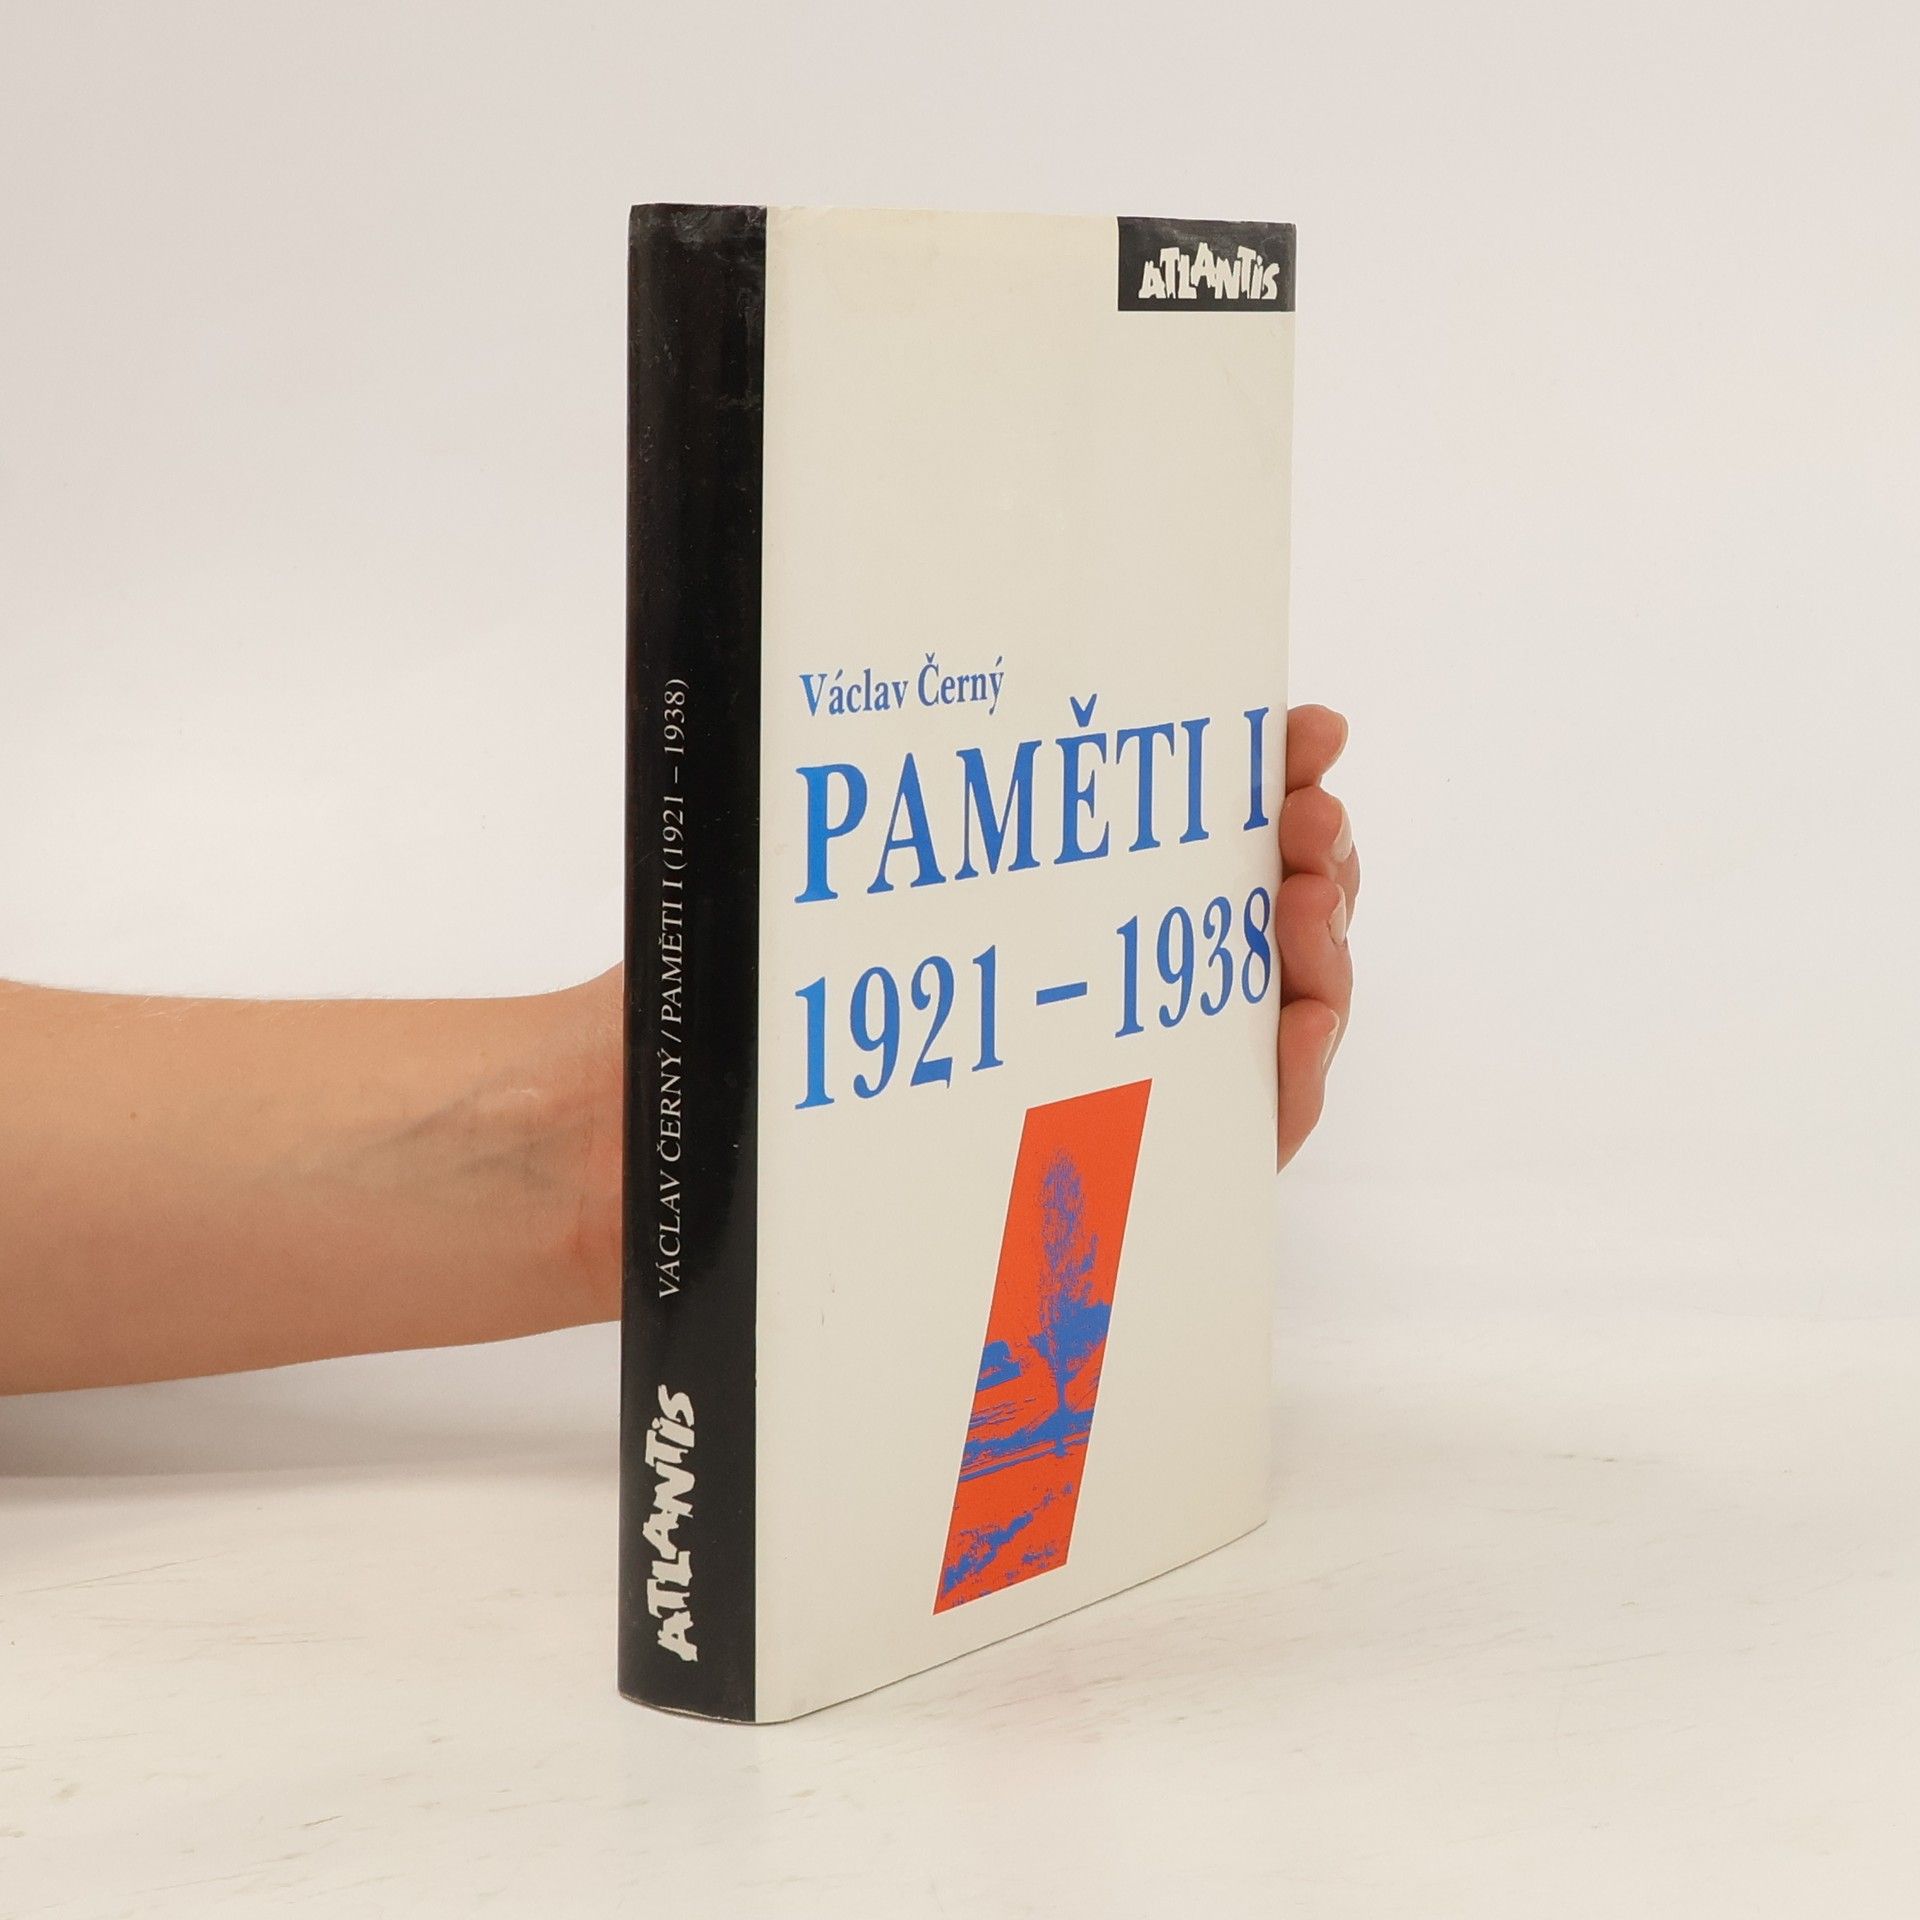 ATLANTIS
Václav Černý
PAMĚTI I
1921 – 1938
VÁCLAV ČERNÝ / PAMĚTI I (1921 – 1938)
ATLANTIS